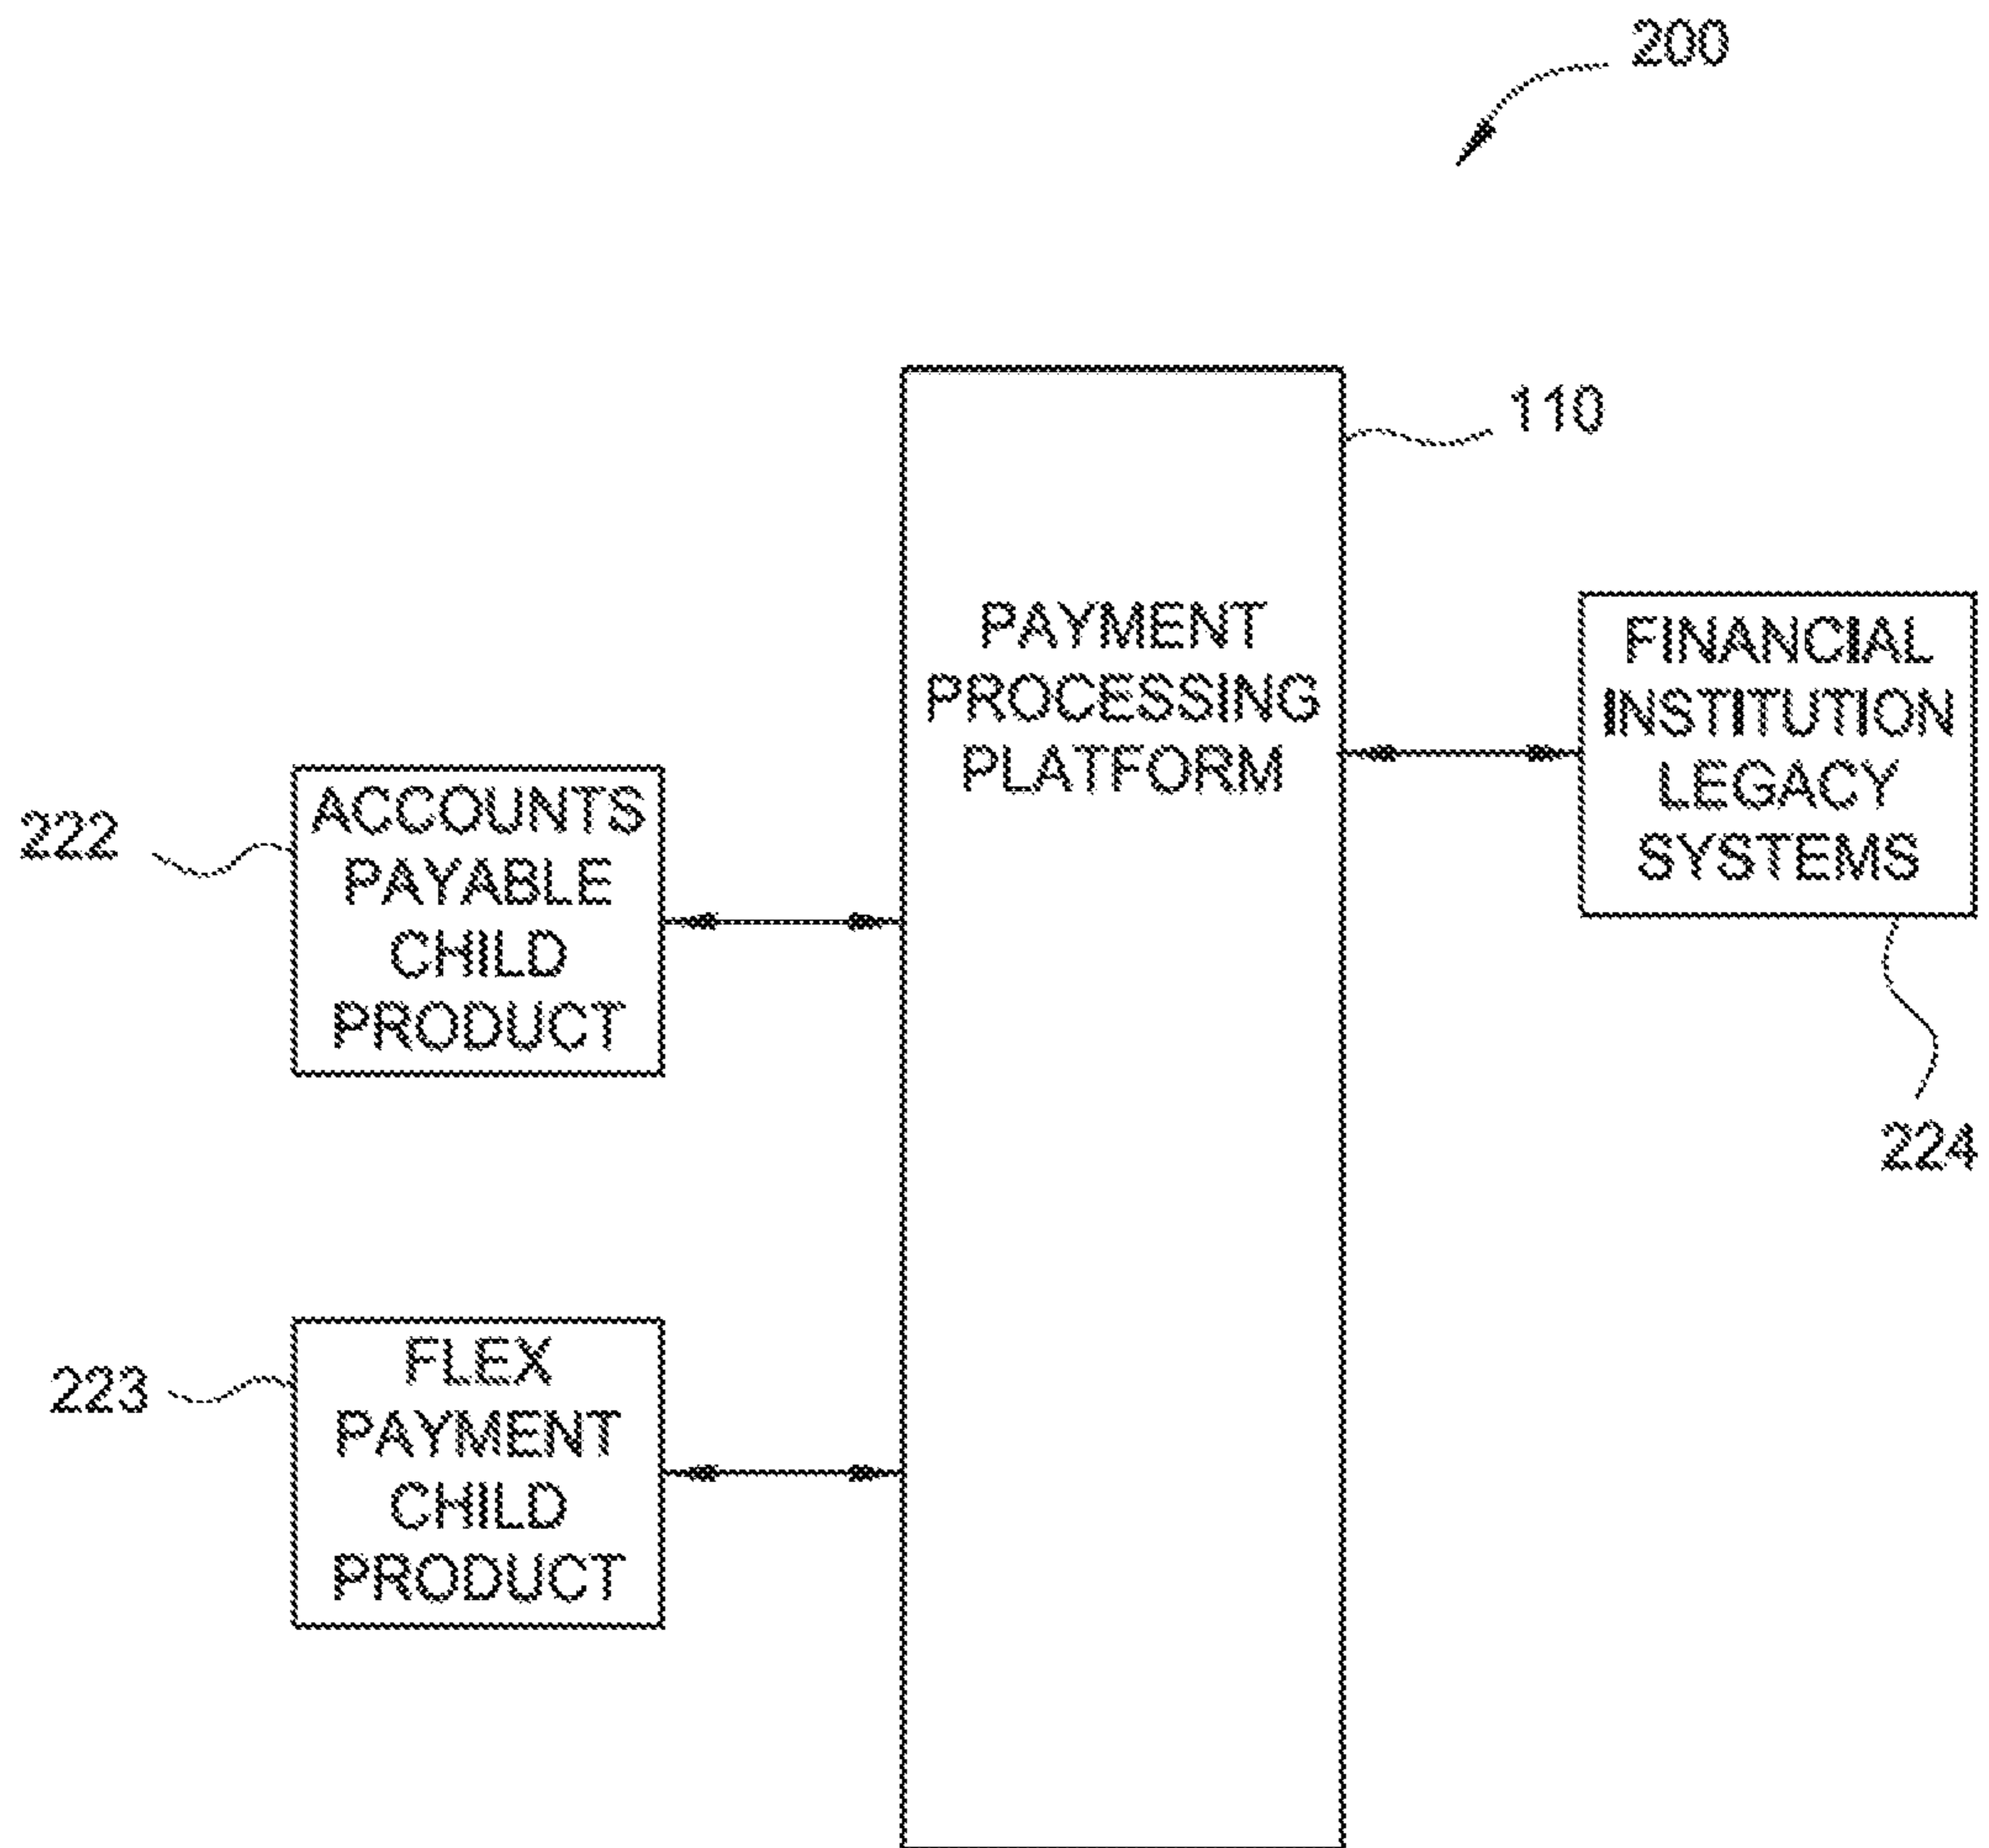 200
110
PAYMENT
PROCESSING
PLATFORM
FINANCIAL
INSTITUTION
LEGACY
SYSTEMS
224
222
ACCOUNTS
PAYABLE
CHILD
PRODUCT
223
FLEX
PAYMENT
CHILD
PRODUCT